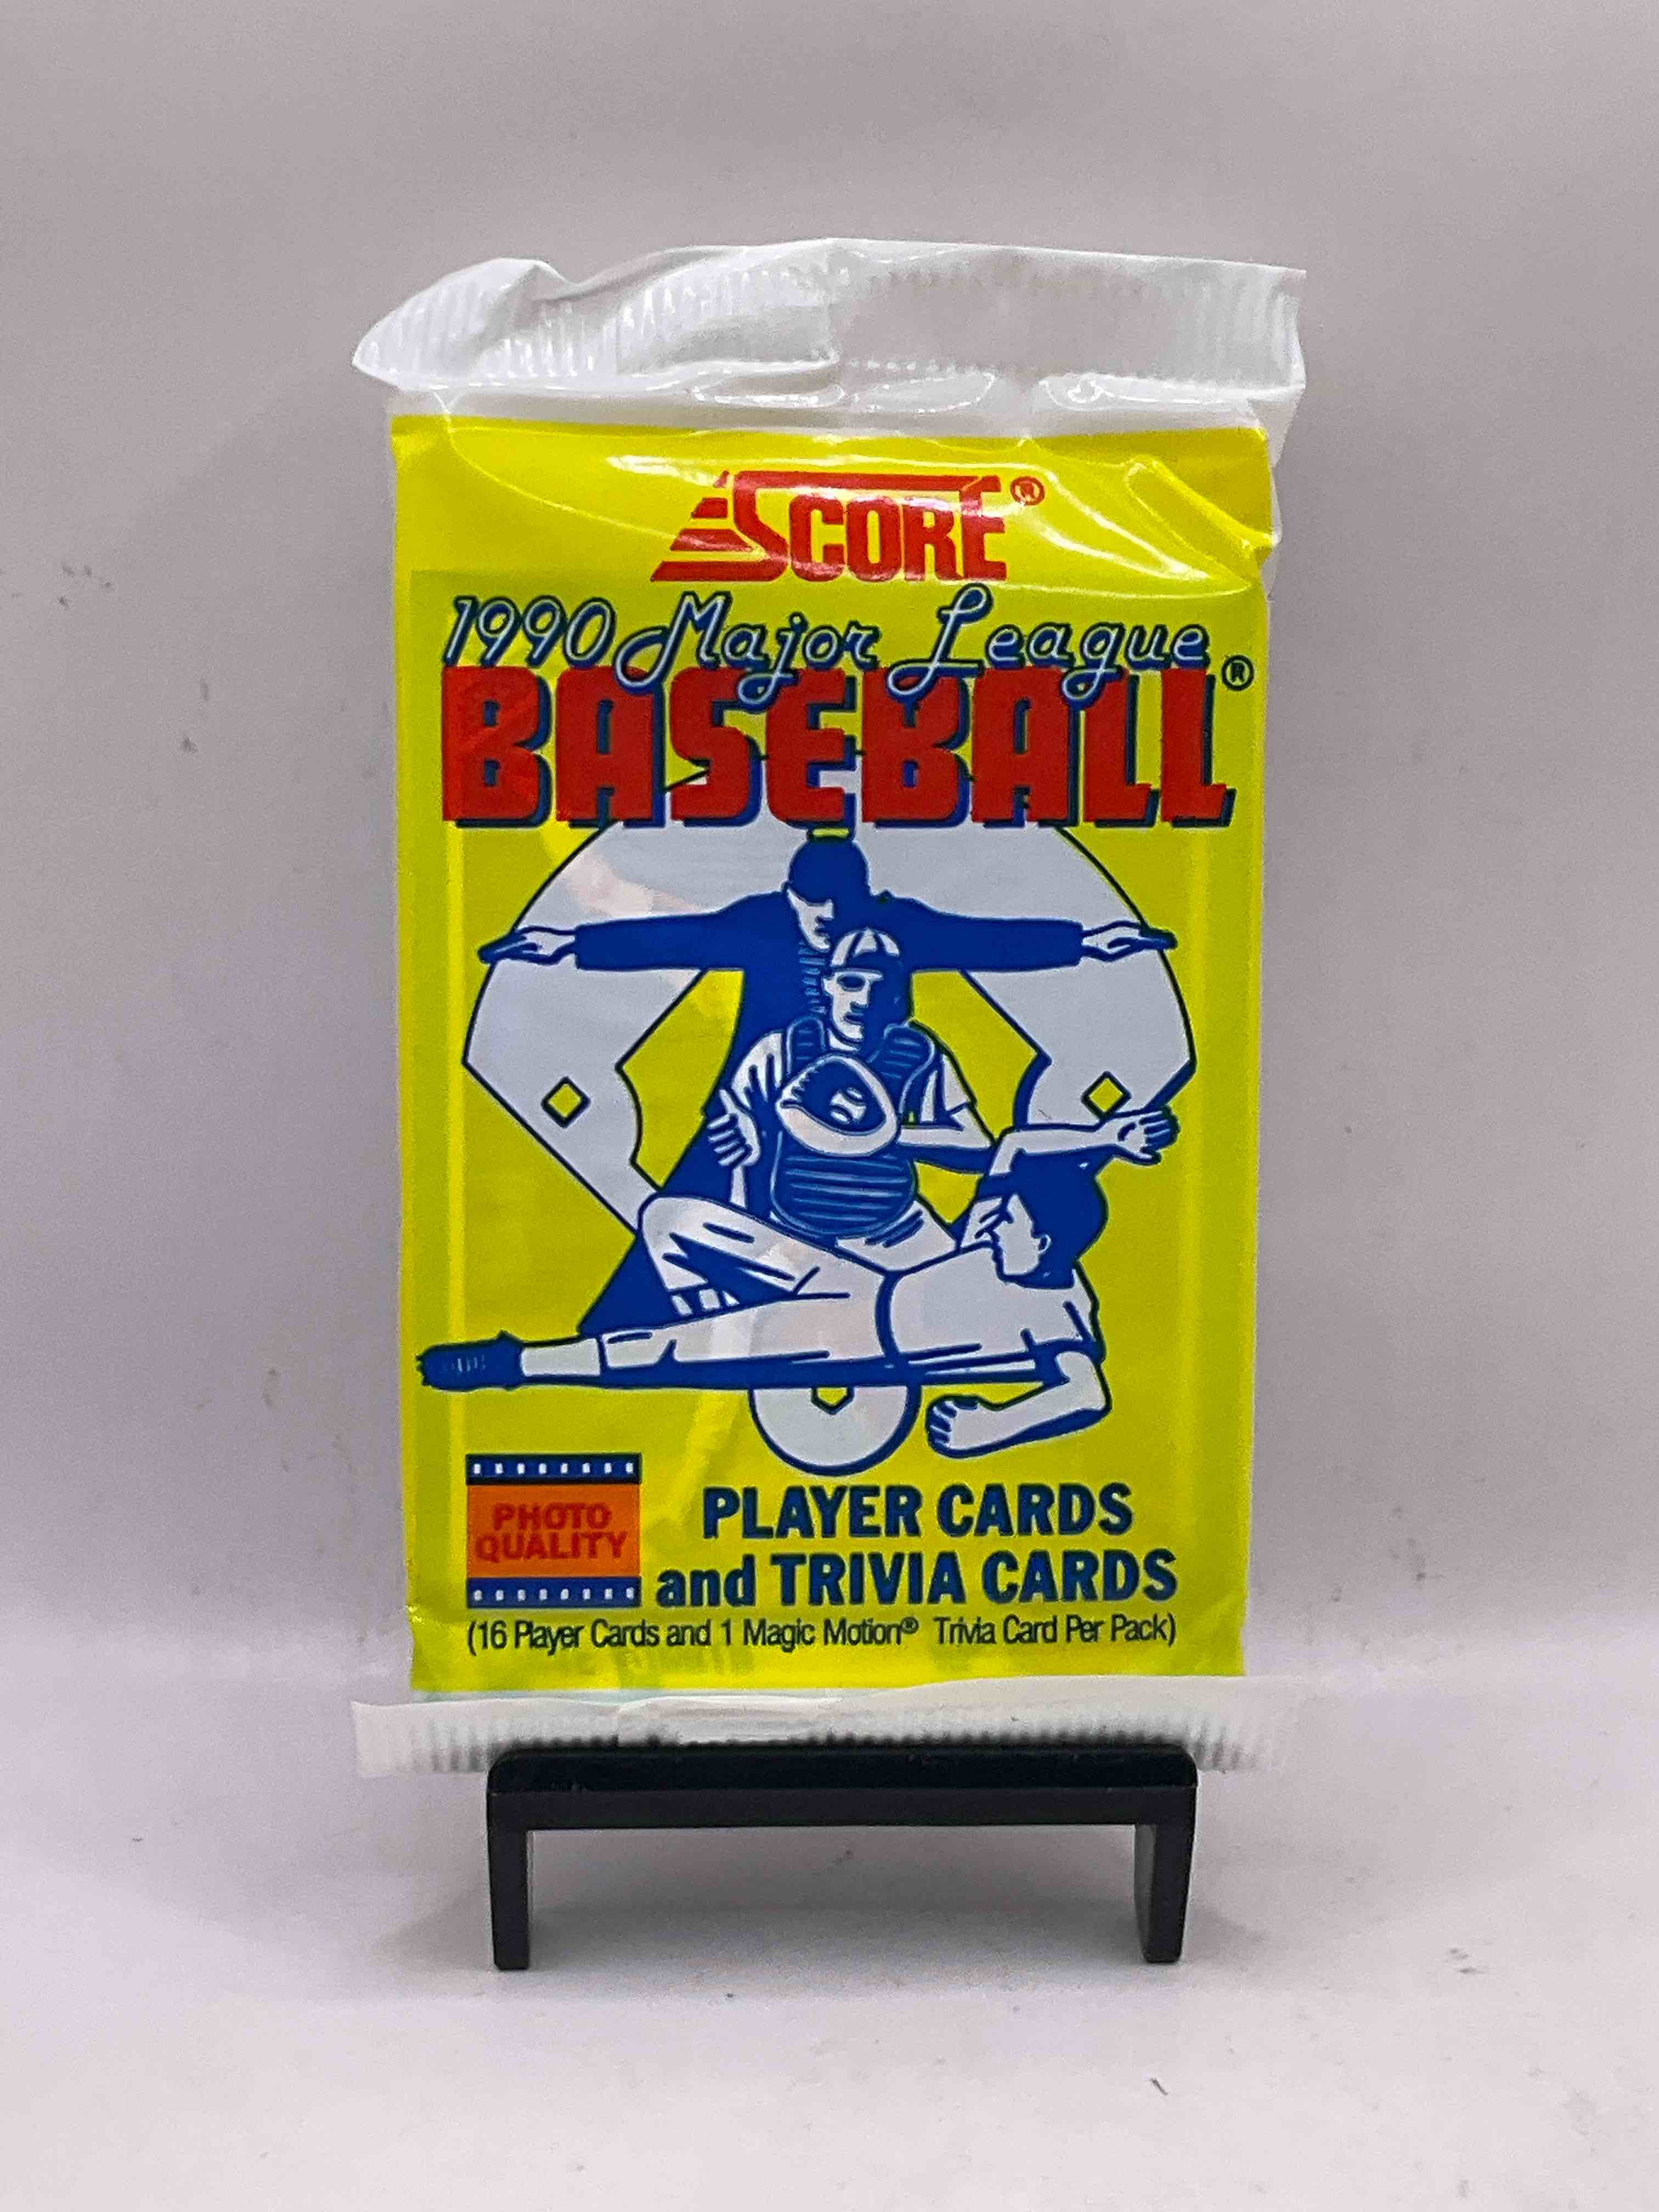 SCORE®
1990 Major League
BASEBALL®
PHOTO
QUALITY
PLAYER CARDS
and TRIVIA CARDS
(16 Player Cards and 1 Magic Motion® Trivia Card Per Pack)